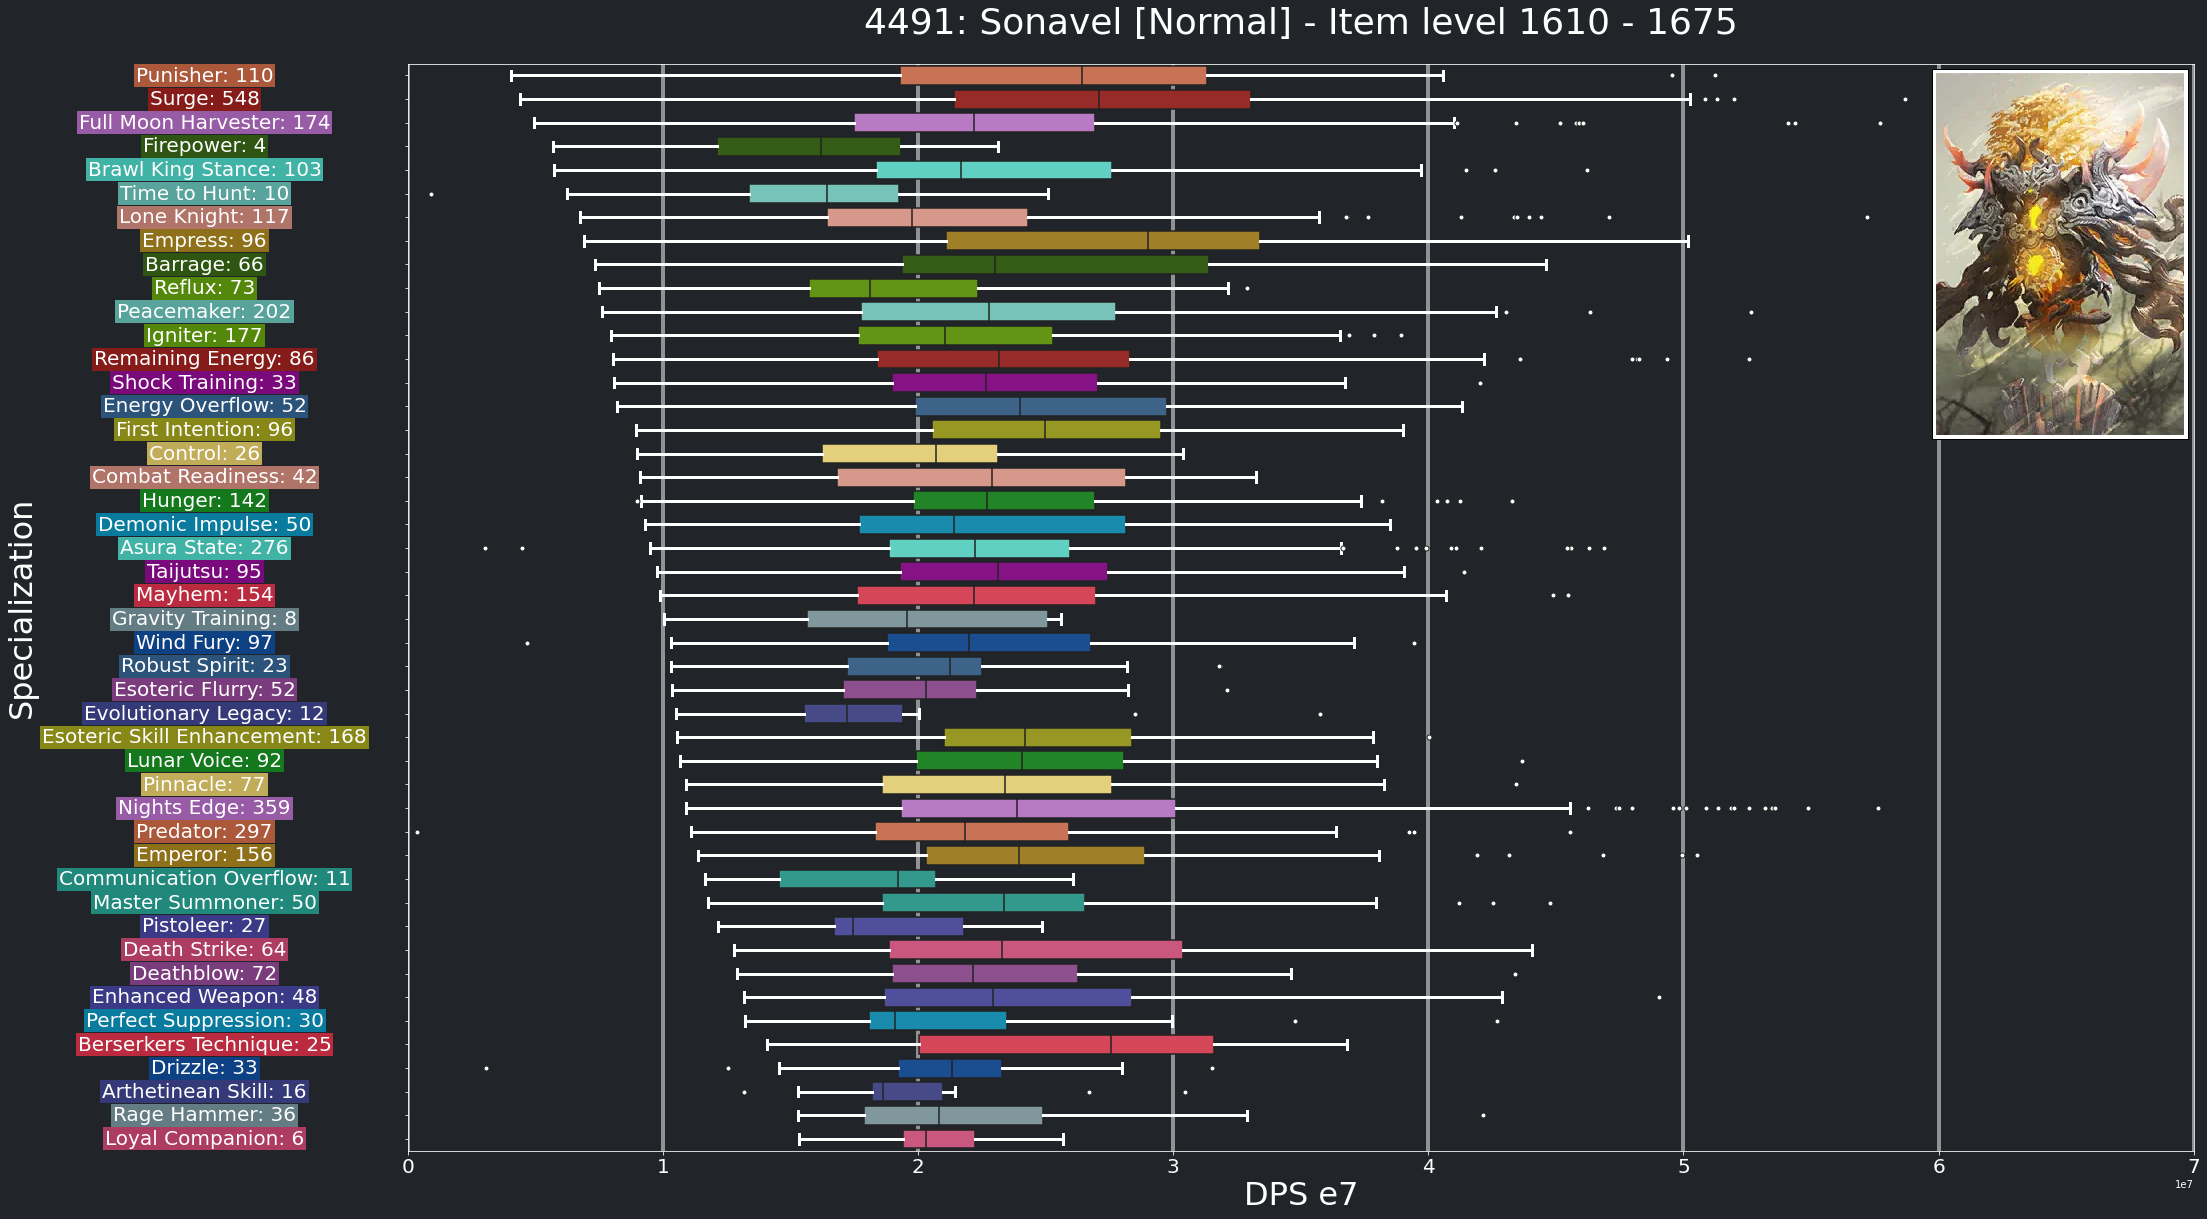 4491: Sonavel [Normal] - Item level 1610 - 1675
Specialization
Punisher: 110
Surge: 548
Full Moon Harvester: 174
Firepower: 4
Brawl King Stance: 103
Time to Hunt: 10
Lone Knight: 117
Empress: 96
Barrage: 66
Reflux: 73
Peacemaker: 202
Igniter: 177
Remaining Energy: 86
Shock Training: 33
Energy Overflow: 52
First Intention: 96
Control: 26
Combat Readiness: 42
Hunger: 142
Demonic Impulse: 50
Asura State: 276
Taijutsu: 95
Mayhem: 154
Gravity Training: 8
Wind Fury: 97
Robust Spirit: 23
Esoteric Flurry: 52
Evolutionary Legacy: 12
Esoteric Skill Enhancement: 168
Lunar Voice: 92
Pinnacle: 77
Nights Edge: 359
Predator: 297
Emperor: 156
Communication Overflow: 11
Master Summoner: 50
Pistoleer: 27
Death Strike: 64
Deathblow: 72
Enhanced Weapon: 48
Perfect Suppression: 30
Berserkers Technique: 25
Drizzle: 33
Arthetinean Skill: 16
Rage Hammer: 36
Loyal Companion: 6
0 1 2 3 4 5 6 7
DPS e7
1e7